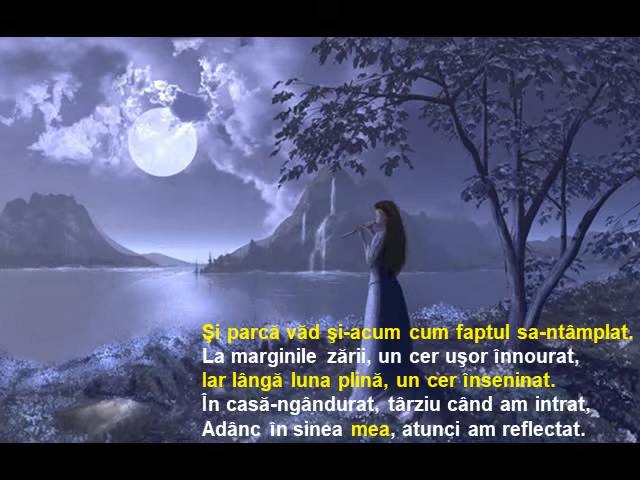 Şi parcă văd şi-acum cum faptul sa-ntâmplat.
La marginile zării, un cer uşor înnourat,
Iar lângă luna plină, un cer înseninat.
În casă-ngândurat, târziu când am intrat,
Adânc în sinea mea, atunci am reflectat.